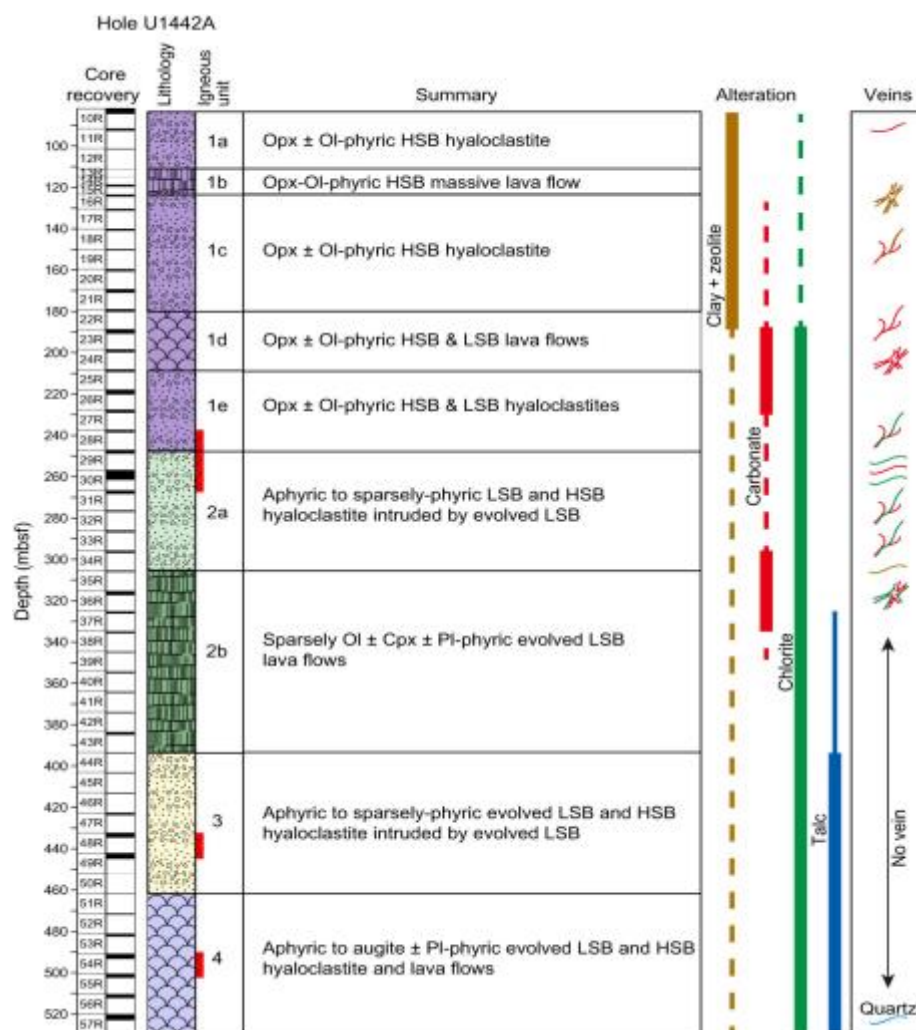 Hole U1442A
Core recovery
Lithology
Igneous unit
Summary
Alteration
Veins
Depth (mbsf)
100
120
140
160
180
200
220
240
260
280
300
320
340
360
380
400
420
440
460
480
500
520
10R
11R
12R
16R
17R
18R
19R
20R
21R
22R
23R
24R
25R
26R
27R
28R
29R
30R
31R
32R
33R
34R
35R
36R
37R
38R
39R
40R
41R
42R
43R
44R
45R
46R
47R
48R
49R
50R
51R
52R
53R
54R
55R
56R
57R
1a Opx ± Ol-phyric HSB hyaloclastite
1b Opx-Ol-phyric HSB massive lava flow
1c Opx ± Ol-phyric HSB hyaloclastite
1d Opx ± Ol-phyric HSB & LSB lava flows
1e Opx ± Ol-phyric HSB & LSB hyaloclastites
2a Aphyric to sparsely-phyric LSB and HSB
hyaloclastite intruded by evolved LSB
2b Sparsely Ol ± Cpx ± Pl-phyric evolved LSB
lava flows
3 Aphyric to sparsely-phyric evolved LSB and HSB
hyaloclastite intruded by evolved LSB
4 Aphyric to augite ± Pl-phyric evolved LSB and HSB
hyaloclastite and lava flows
Clay + zeolite
Carbonate
Chlorite
Talc
No vein
Quartz